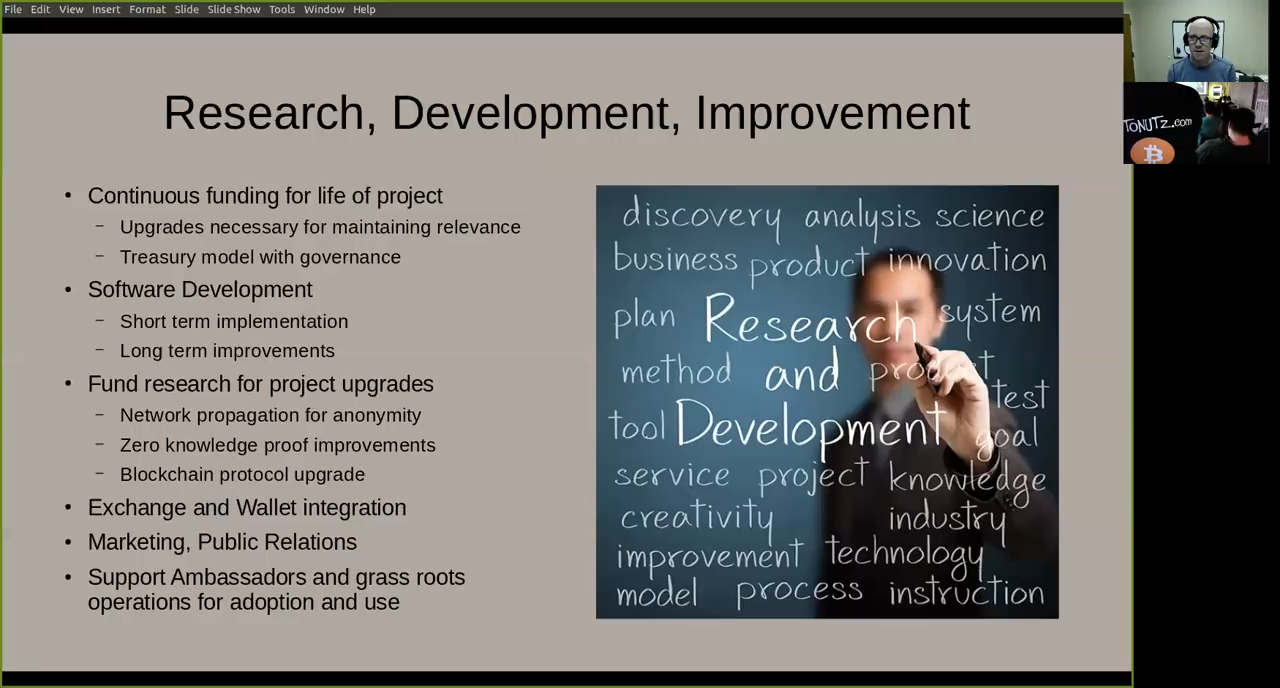 File Edit View Insert Format Slide Slide Show Tools Window Help
Research, Development, Improvement
• Continuous funding for life of project
– Upgrades necessary for maintaining relevance
– Treasury model with governance
• Software Development
– Short term implementation
– Long term improvements
• Fund research for project upgrades
– Network propagation for anonymity
– Zero knowledge proof improvements
– Blockchain protocol upgrade
• Exchange and Wallet integration
• Marketing, Public Relations
• Support Ambassadors and grass roots
operations for adoption and use
discovery analysis science
business product innovation
plan Research system
method and product
test
tool Development goal
service project knowledge
creativity industry
improvement technology
model process instruction
TONUTZ.com